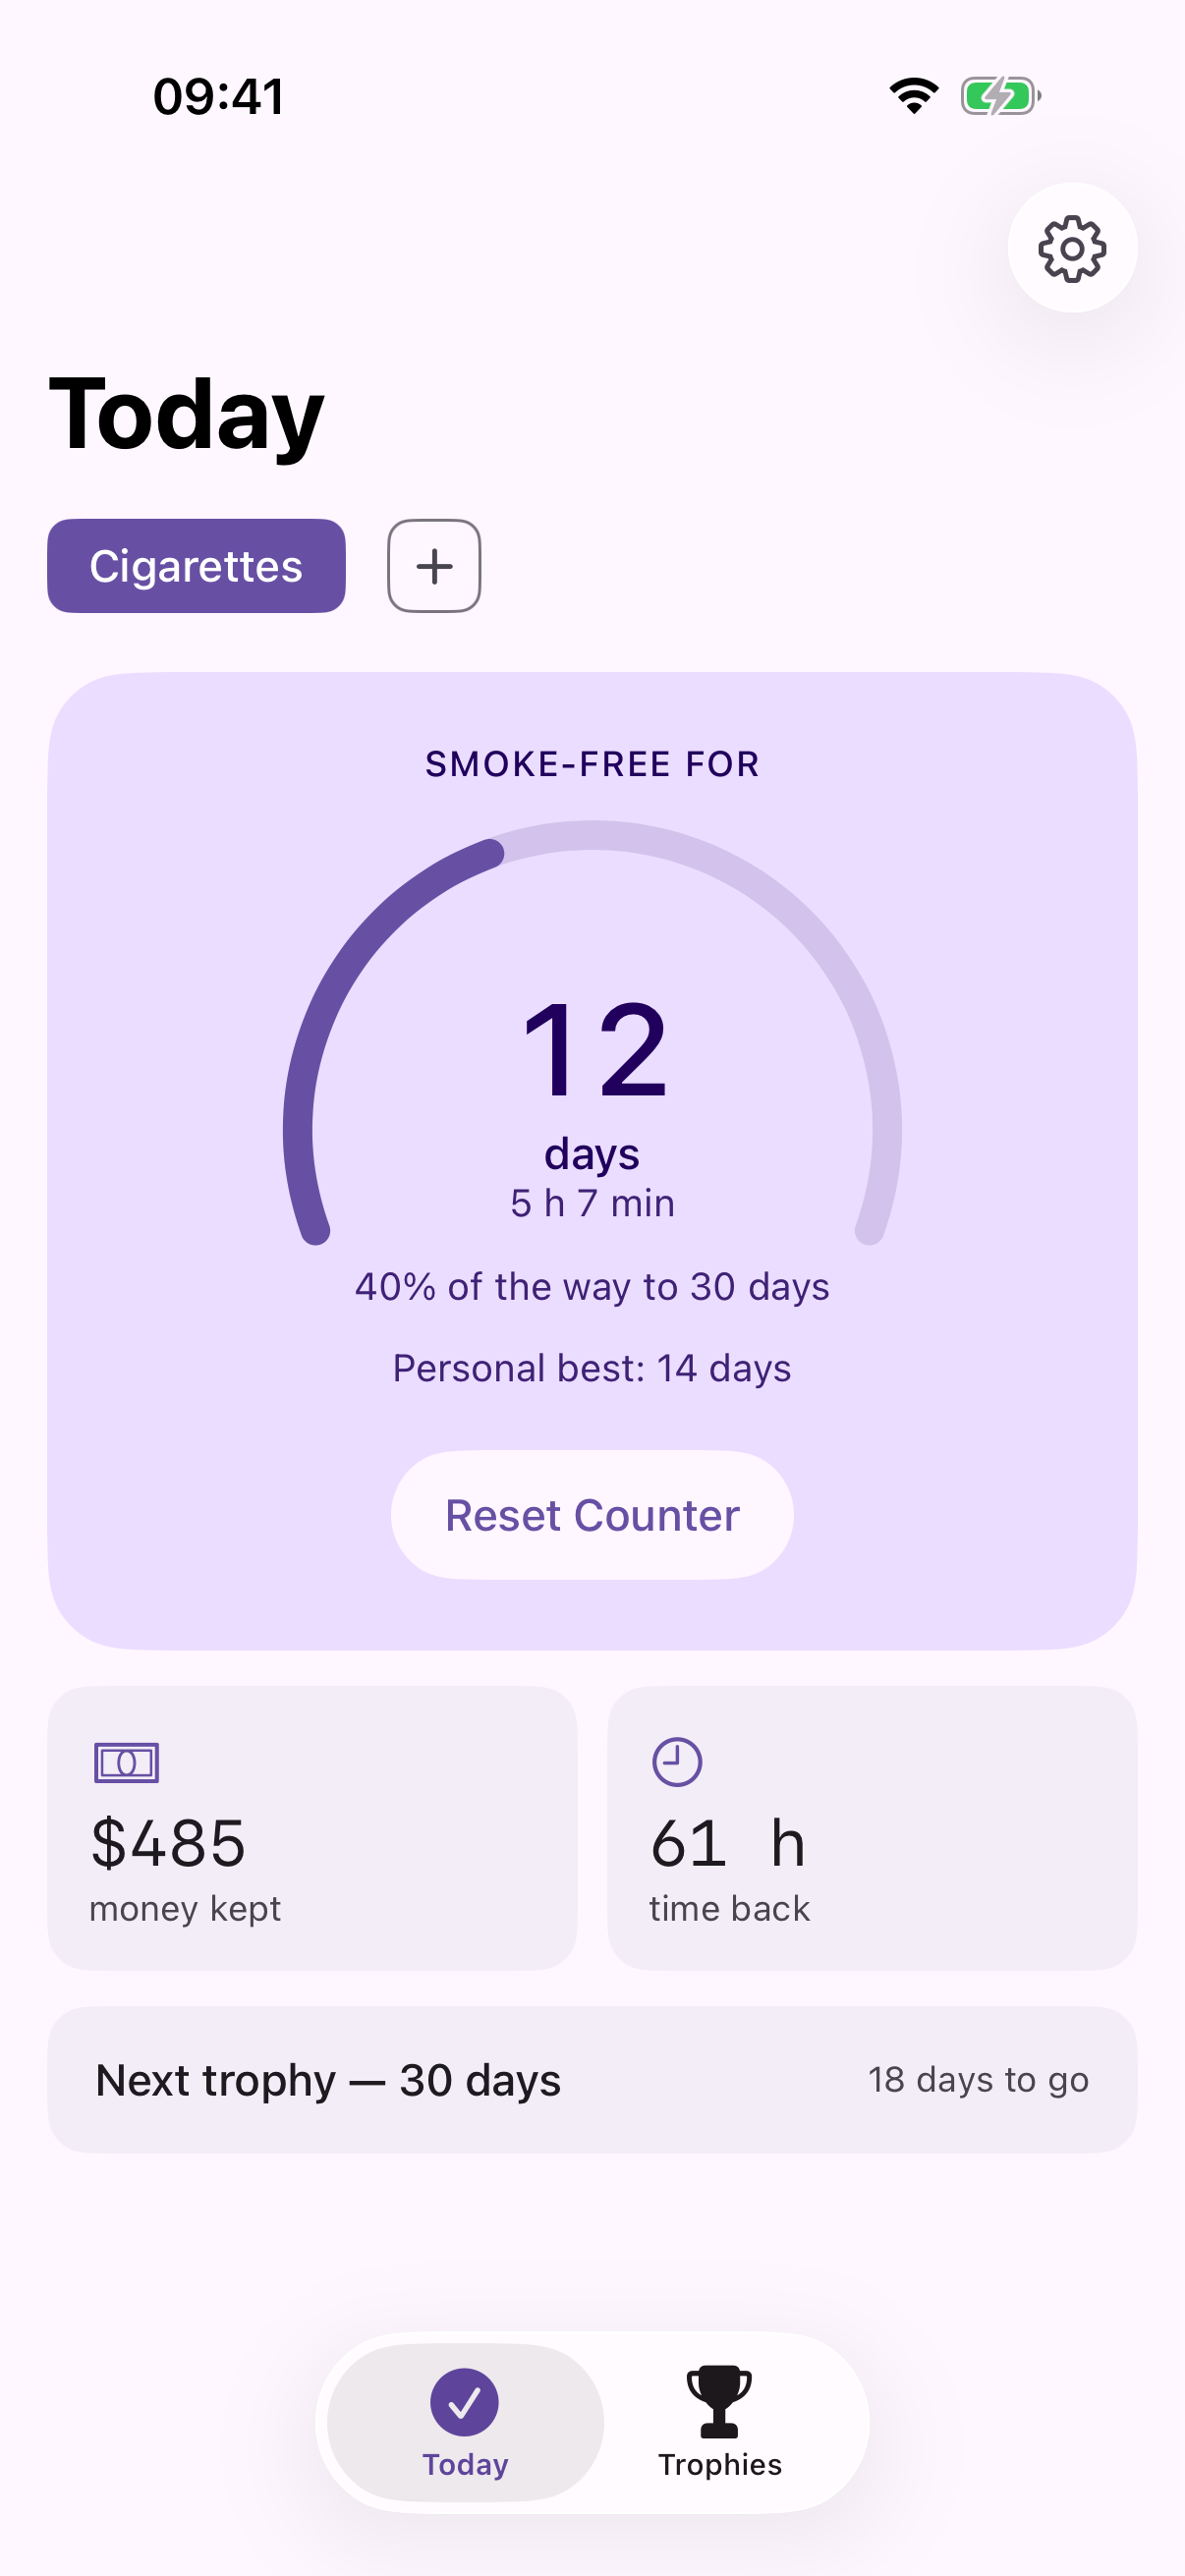 09:41
Today
Cigarettes
SMOKE-FREE FOR
12
days
5 h 7 min
40% of the way to 30 days
Personal best: 14 days
Reset Counter
$485
money kept
61 h
time back
Next trophy — 30 days
18 days to go
Today
Trophies